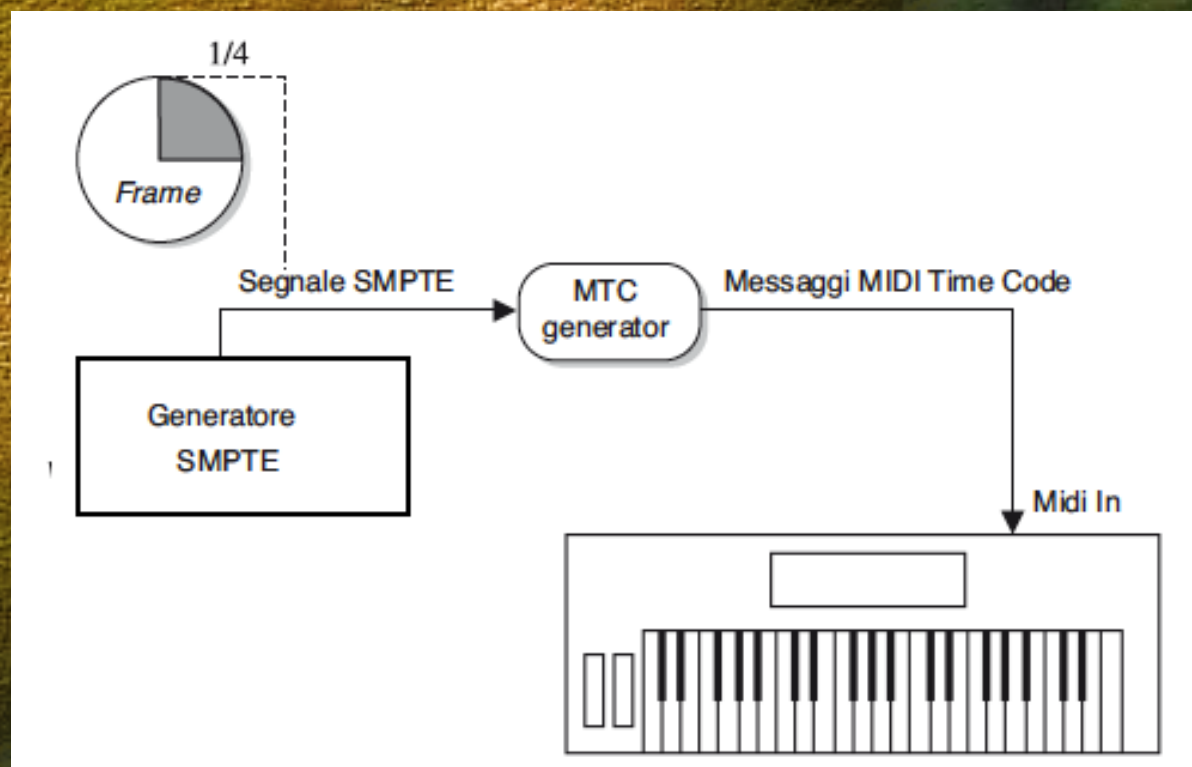 1/4
Frame
Segnale SMPTE
MTC
generator
Messaggi MIDI Time Code
Generatore
SMPTE
Midi In